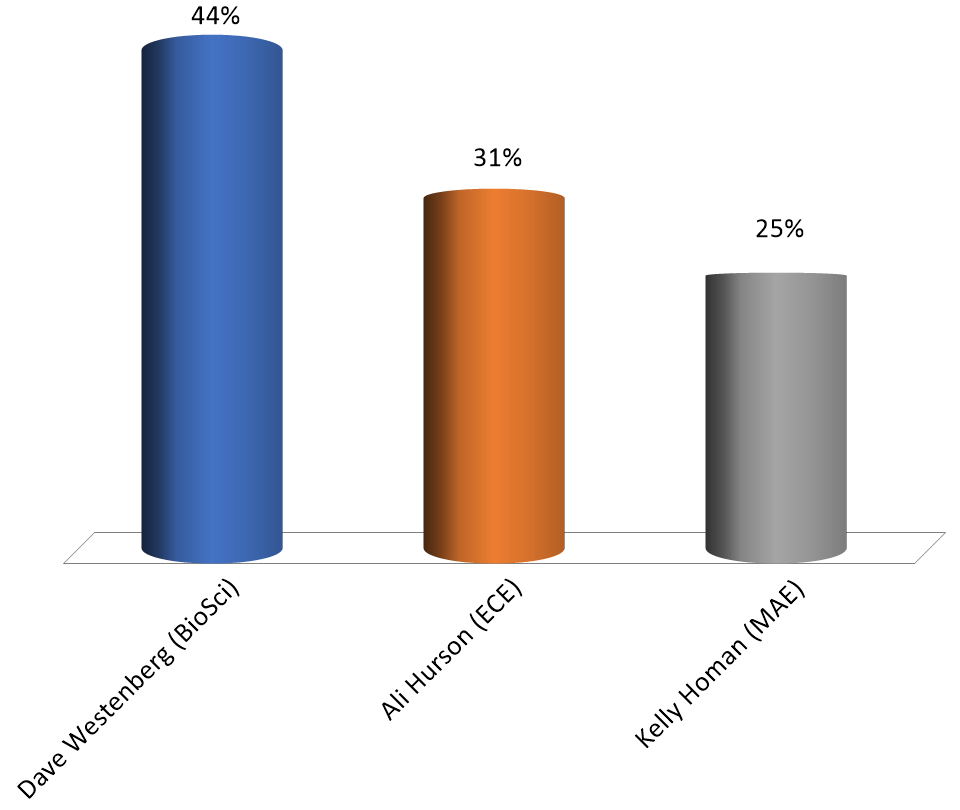 44%
31%
25%
Dave Westenberg (BioSci)
Ali Hurson (ECE)
Kelly Homan (MAE)